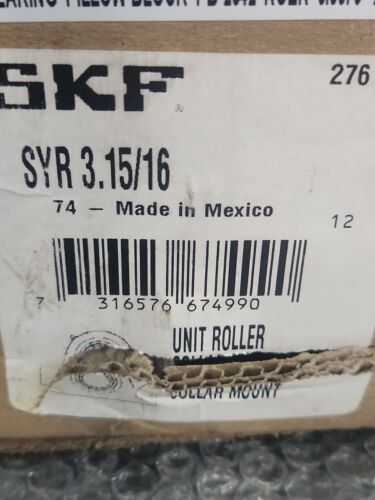 SKF
276
SYR 3.15/16
74 – Made in Mexico
12
7 316576 674990
UNIT ROLLER
COLLAR MOUNT